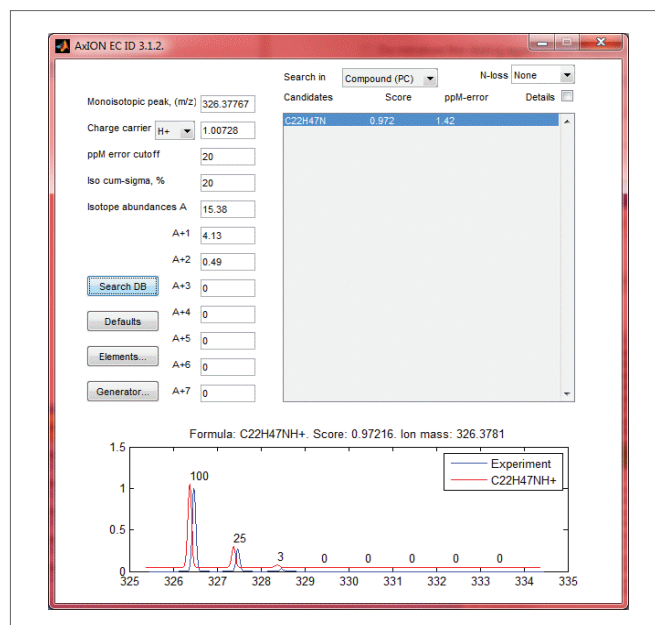 AxION EC ID 3.1.2.
Search in Compound (PC) N-loss None
Candidates Score ppM-error Details
C22H47N 0.972 1.42
Monoisotopic peak, (m/z) 326.37767
Charge carrier H+ 1.00728
ppM error cutoff 20
Iso cum-sigma, % 20
Isotope abundances A 15.38
A+1 4.13
A+2 0.49
Search DB A+3 0
Defaults A+4 0
A+5 0
Elements... A+6 0
Generator... A+7 0
Formula: C22H47NH+. Score: 0.97216. Ion mass: 326.3781
1.5
Experiment
C22H47NH+
100
1
0.5
25
3 0 0 0 0 0
0
325 326 327 328 329 330 331 332 333 334 335